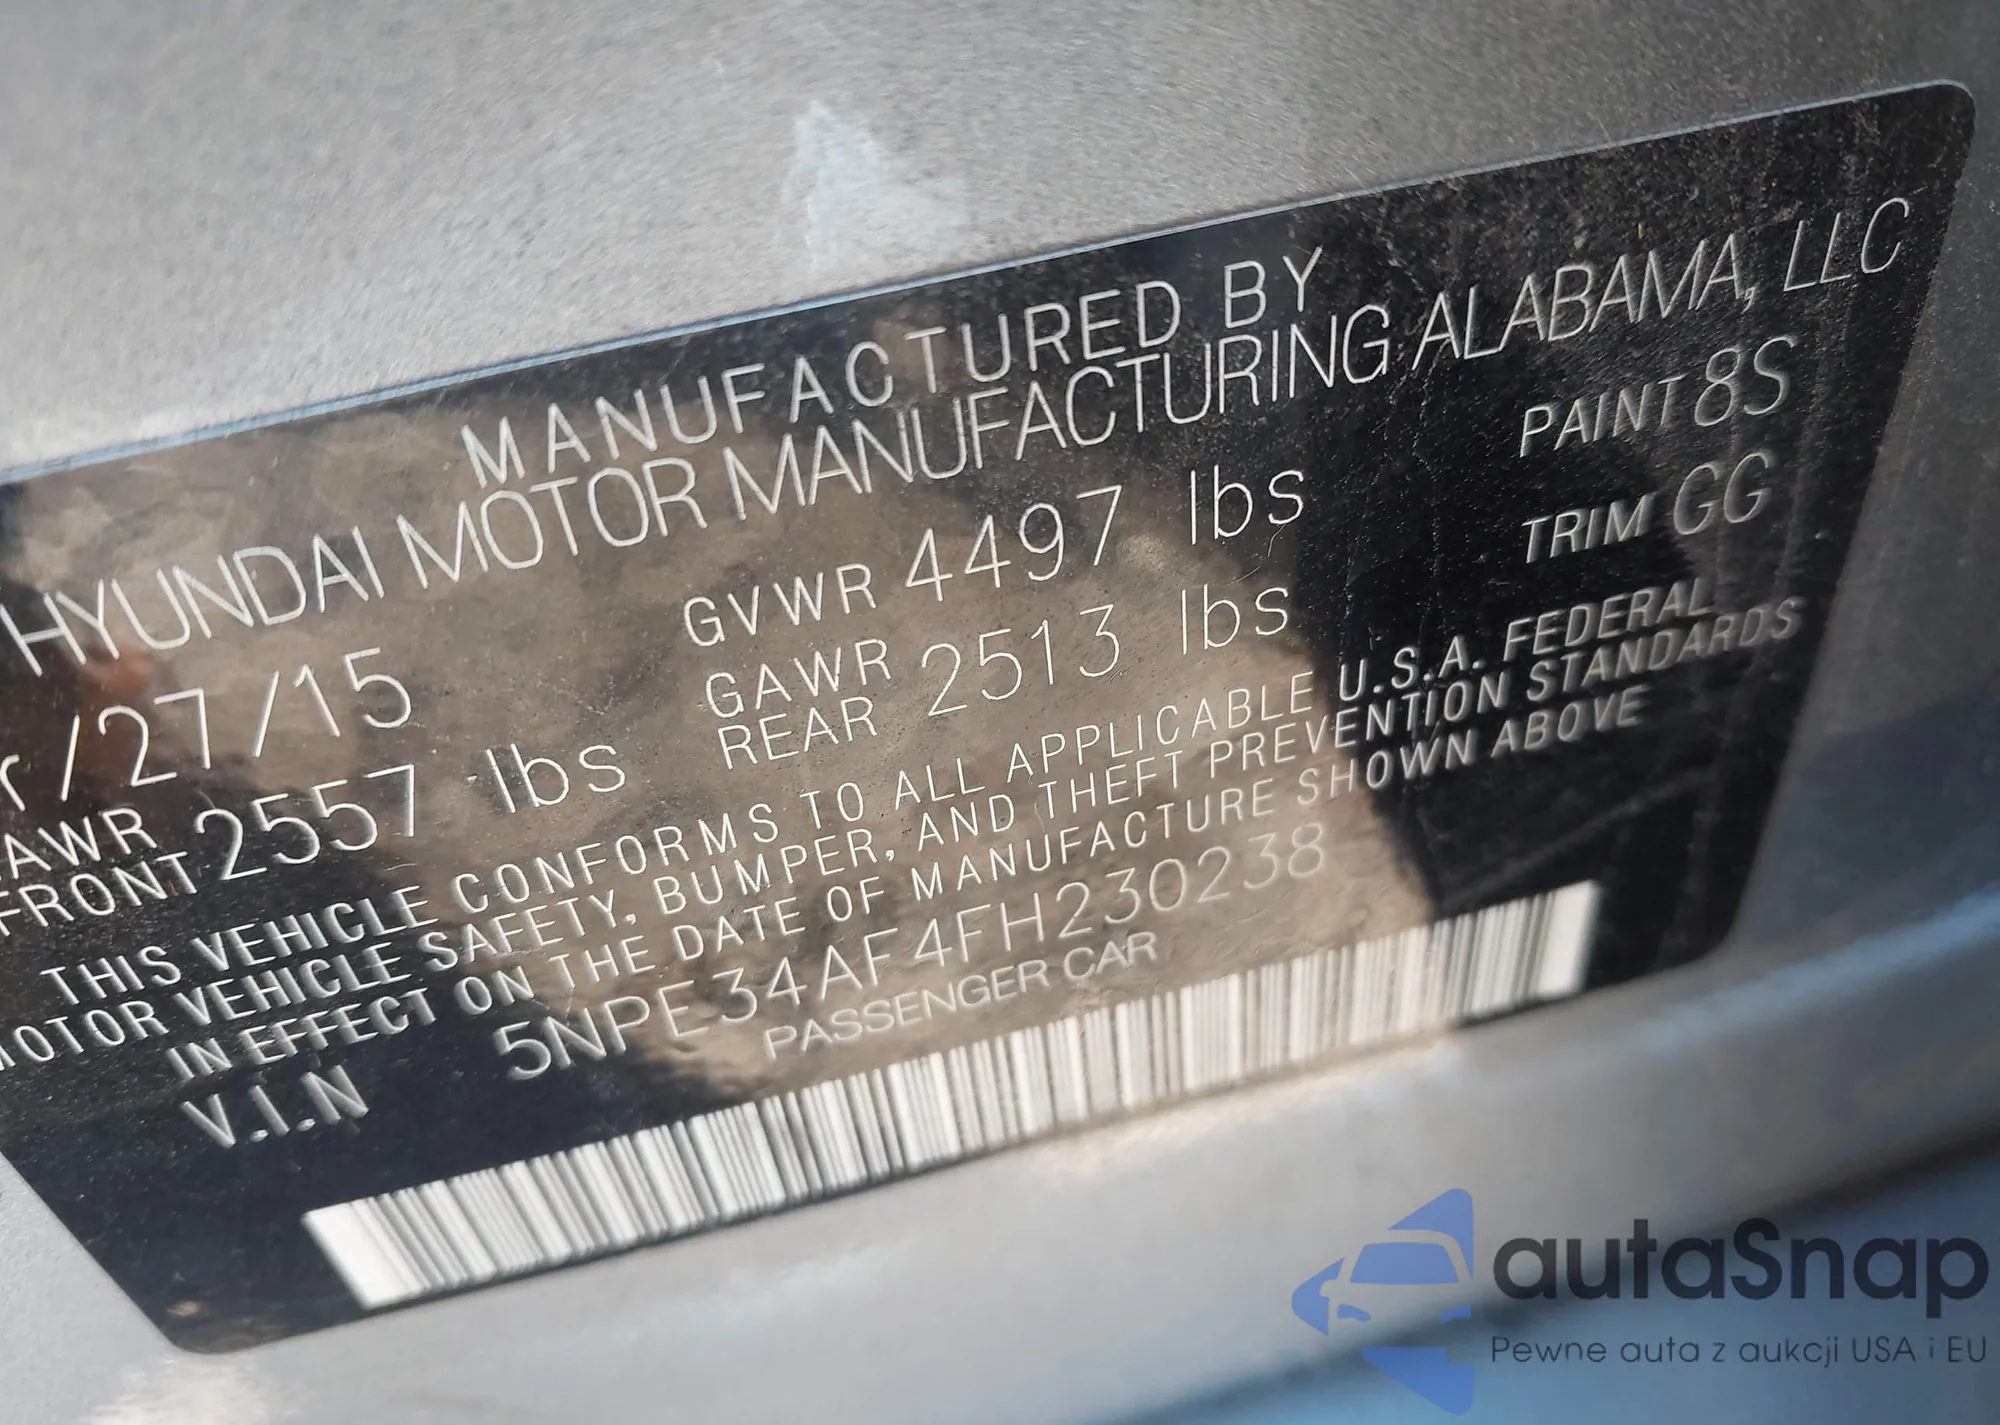 MANUFACTURED BY
HYUNDAI MOTOR MANUFACTURING ALABAMA, LLC
r/27/15 GVWR 4497 lbs PAINT 8S
AWR FRONT 2557 lbs GAWR REAR 2513 lbs TRIM GG
THIS VEHICLE CONFORMS TO ALL APPLICABLE U.S.A. FEDERAL
MOTOR VEHICLE SAFETY, BUMPER, AND THEFT PREVENTION STANDARDS
IN EFFECT ON THE DATE OF MANUFACTURE SHOWN ABOVE
V.I.N 5NPE34AF4FH230238
PASSENGER CAR
autaSnap
Pewne auta z aukcji USA i EU